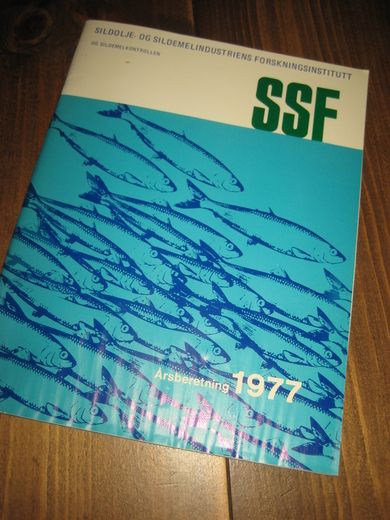 SILDOLJE- OG SILDEMELINDUSTRIENS FORSKNINGSINSTITUTT
OG SILDEMELKONTROLLEN
SSF
Årsberetning 1977